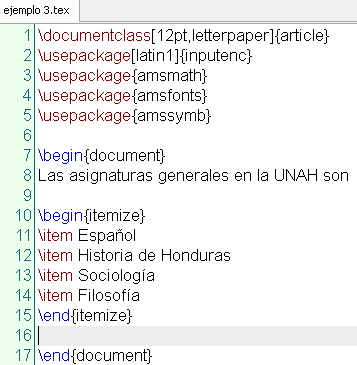 ejemplo 3.tex
1 \documentclass[12pt,letterpaper]{article}
2 \usepackage[latin1]{inputenc}
3 \usepackage{amsmath}
4 \usepackage{amsfonts}
5 \usepackage{amssymb}
6
7 \begin{document}
8 Las asignaturas generales en la UNAH son
9
10 \begin{itemize}
11 \item Español
12 \item Historia de Honduras
13 \item Sociología
14 \item Filosofía
15 \end{itemize}
16
17 \end{document}